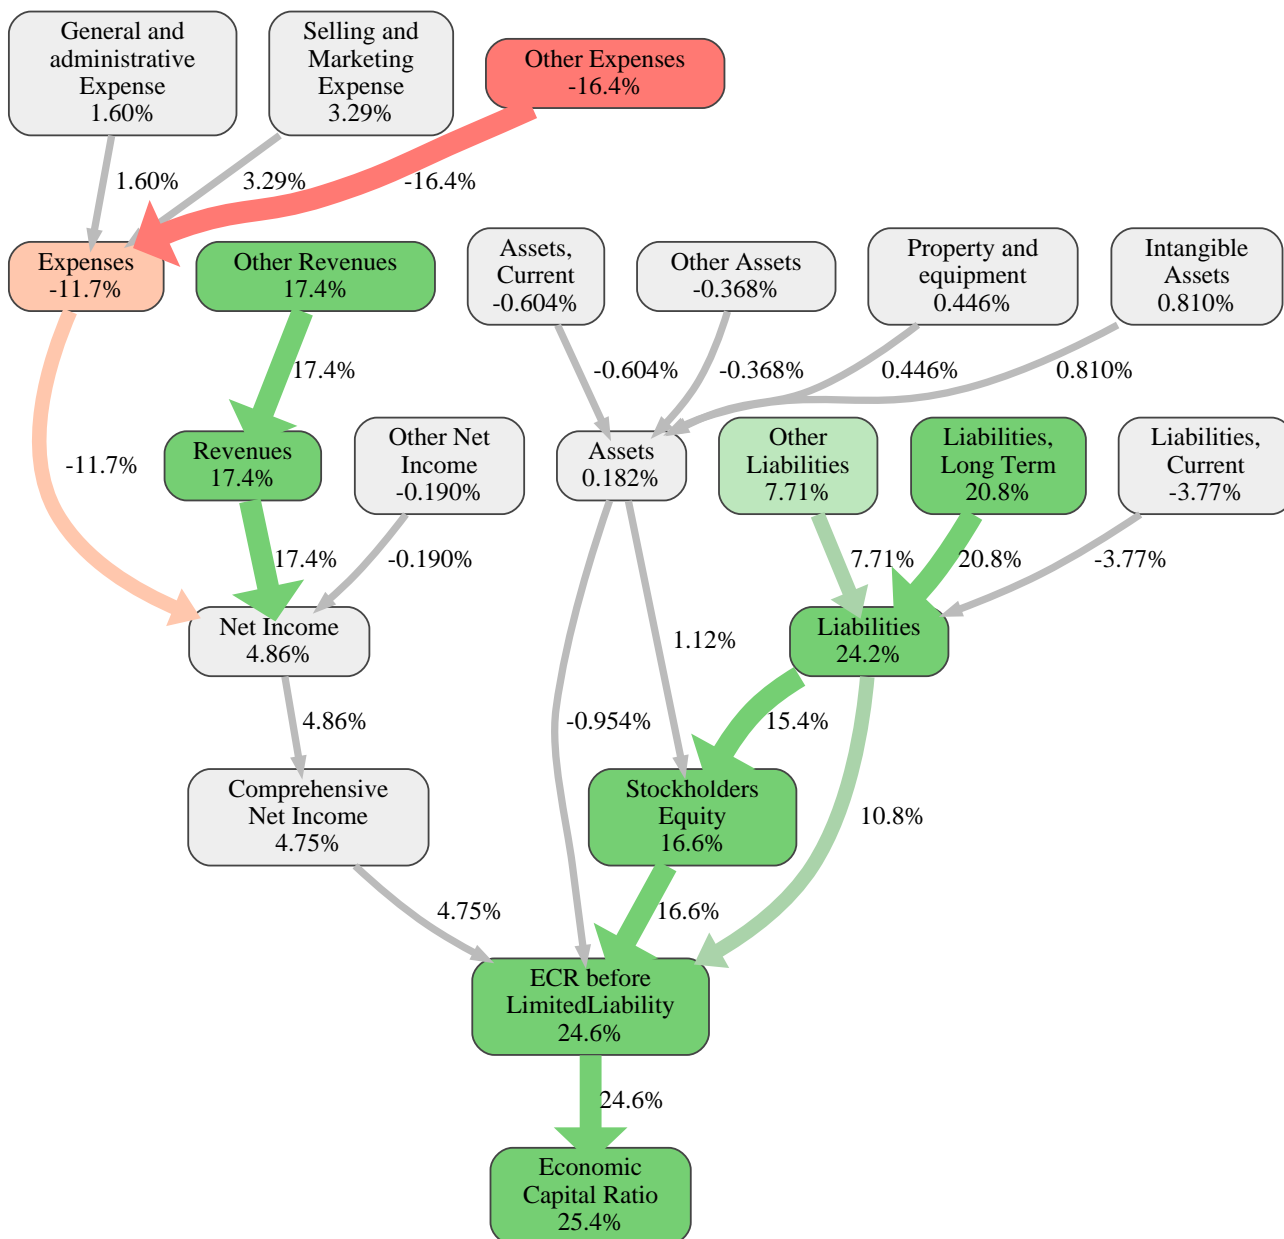 General and
administrative
Expense
1.60%
Selling and
Marketing
Expense
3.29%
Other Expenses
-16.4%
1.60%
3.29%
-16.4%
Expenses
-11.7%
Other Revenues
17.4%
Assets,
Current
-0.604%
Other Assets
-0.368%
Property and
equipment
0.446%
Intangible
Assets
0.810%
17.4%
-0.604%
-0.368%
0.446%
0.810%
-11.7%
Revenues
17.4%
Other Net
Income
-0.190%
Assets
0.182%
Other
Liabilities
7.71%
Liabilities,
Long Term
20.8%
Liabilities,
Current
-3.77%
17.4%
-0.190%
7.71%
20.8%
-3.77%
Net Income
4.86%
1.12%
Liabilities
24.2%
4.86%
-0.954%
15.4%
Comprehensive
Net Income
4.75%
Stockholders
Equity
16.6%
10.8%
4.75%
16.6%
ECR before
LimitedLiability
24.6%
24.6%
Economic
Capital Ratio
25.4%